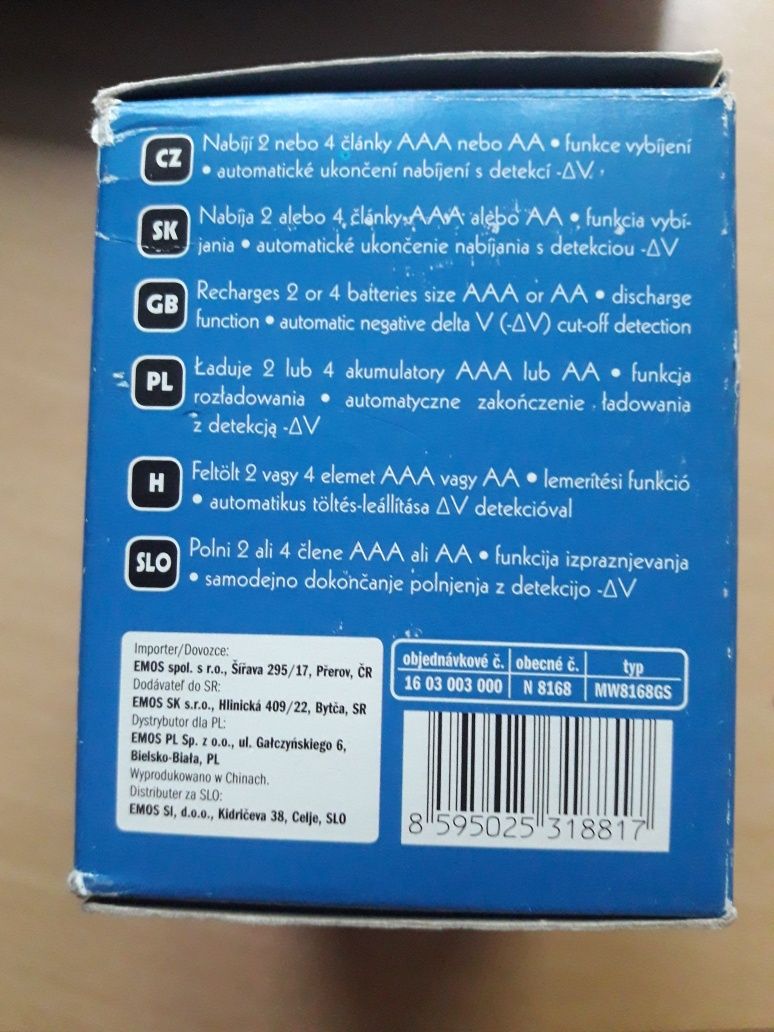 CZ Nabíjí 2 nebo 4 články AAA nebo AA • funkce vybíjení
• automatické ukončení nabíjení s detekcí -ΔV
SK Nabíja 2 alebo 4 články AAA alebo AA • funkcia vybí-
jania • automatické ukončenie nabíjania s detekciou -ΔV
GB Recharges 2 or 4 batteries size AAA or AA • discharge
function • automatic negative delta V (-ΔV) cut-off detection
PL Ładuje 2 lub 4 akumulatory AAA lub AA • funkcja
rozładowania • automatyczne zakończenie ładowania
z detekcją -ΔV
H Feltölt 2 vagy 4 elemet AAA vagy AA • lemerítési funkció
• automatikus töltés-leállítása ΔV detekcióval
SLO Polni 2 ali 4 člene AAA ali AA • funkcija izpraznjevanja
• samodejno dokončanje polnjenja z detekcijo -ΔV
Importer/Dovozce:
EMOS spol. s r.o., Šířava 295/17, Přerov, ČR
Dodávateľ do SR:
EMOS SK s.r.o., Hlinická 409/22, Bytča, SR
Dystrybutor dla PL:
EMOS PL Sp. z o.o., ul. Gałczyńskiego 6,
Bielsko-Biała, PL
Wyprodukowano w Chinach.
Distributer za SLO:
EMOS SI, d.o.o., Kidričeva 38, Celje, SLO
objednávkové č. obecné č. typ
16 03 003 000 N 8168 MW8168GS
8 595025 318817